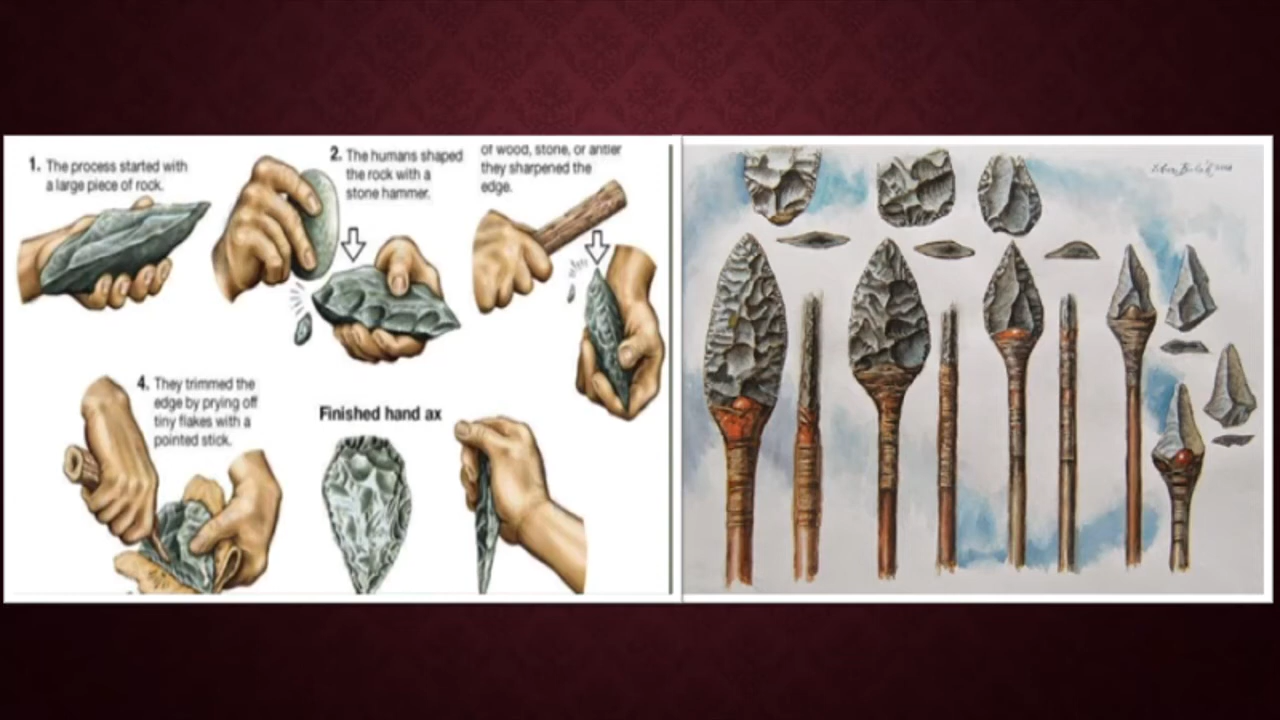 1. The process started with
a large piece of rock.
2. The humans shaped
the rock with a
stone hammer.
of wood, stone, or antler
they sharpened the
edge.
4. They trimmed the
edge by prying off
tiny flakes with a
pointed stick.
Finished hand ax